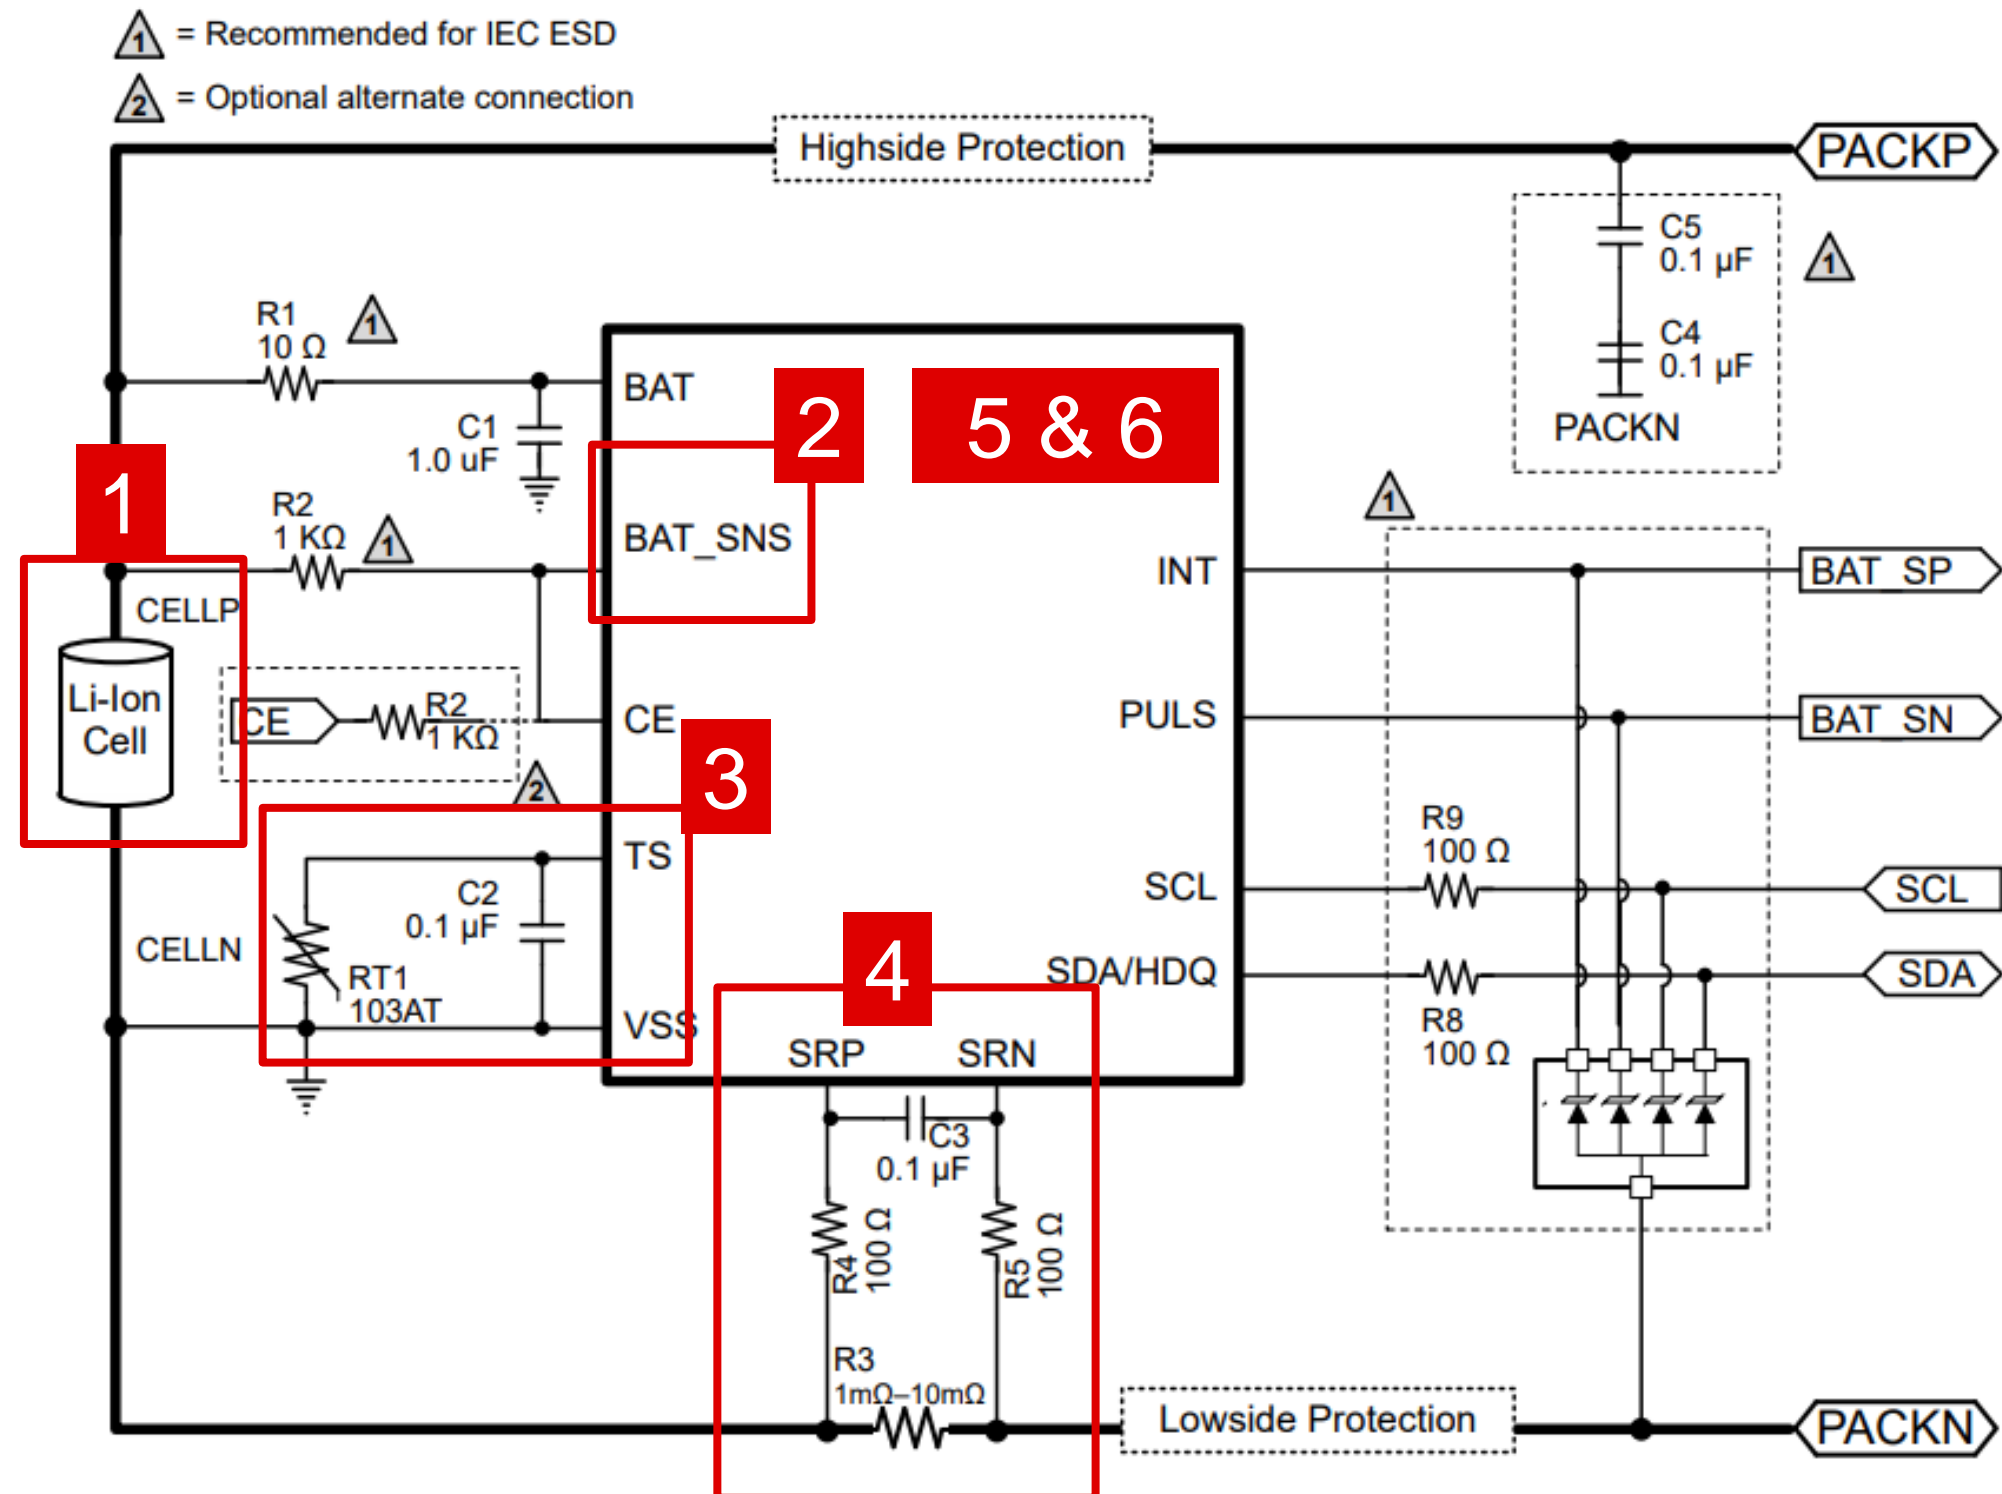 1 = Recommended for IEC ESD
2 = Optional alternate connection
Highside Protection
PACKP
C5
0.1 µF
1
C4
0.1 µF
PACKN
R1
10 Ω
1
BAT
C1
1.0 uF
2
5 & 6
1
R2
1 KΩ
1
BAT_SNS
1
INT
BAT_SP
CELLP
Li-Ion
Cell
CE
R2
1 KΩ
2
CE
PULS
BAT_SN
3
TS
C2
0.1 µF
CELLN
RT1
103AT
VSS
R9
100 Ω
SCL
SCL
4
SDA/HDQ
SDA
R8
100 Ω
SRP
SRN
C3
0.1 µF
R4
100 Ω
R5
100 Ω
R3
1mΩ–10mΩ
Lowside Protection
PACKN